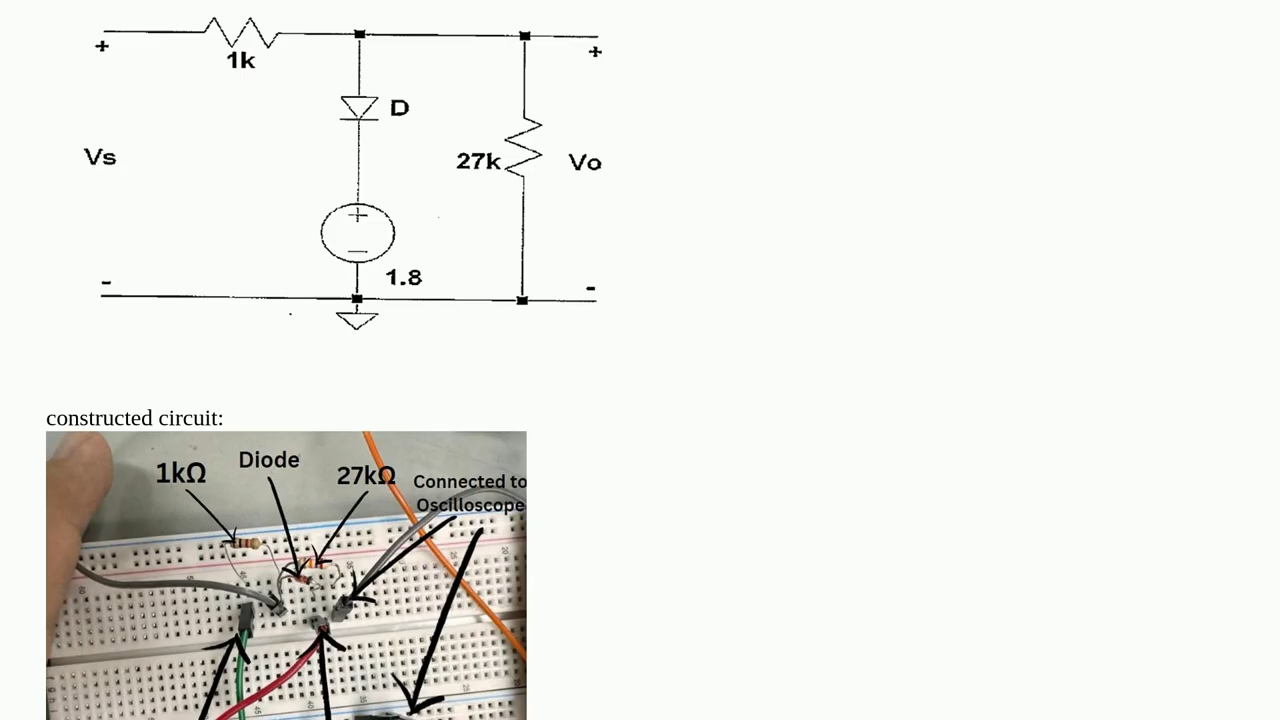 +
1k
+
D
Vs
27k
Vo
+
−
1.8
-
-
constructed circuit:
1kΩ
Diode
27kΩ
Connected to
Oscilloscope